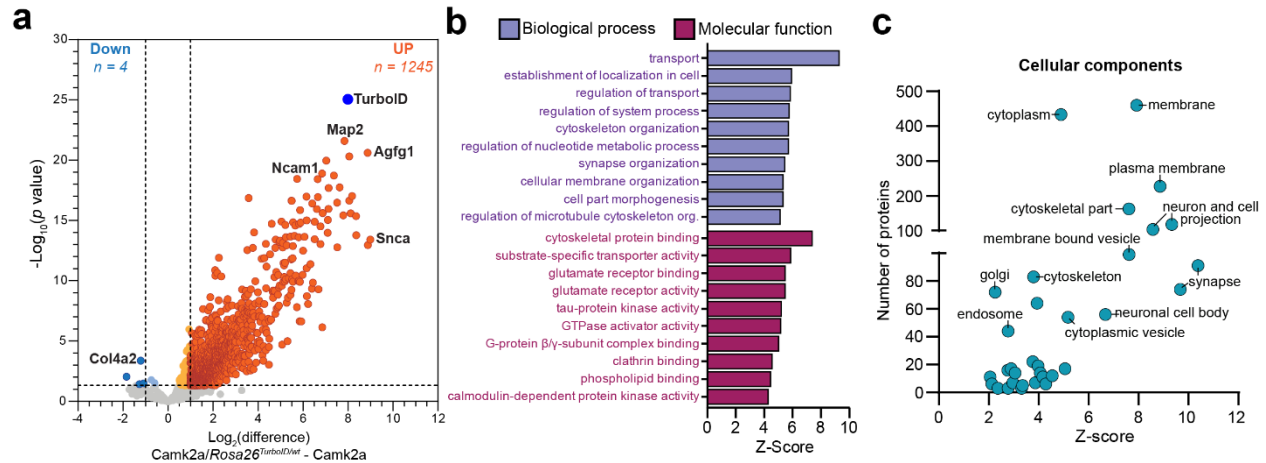 a
30
25
20
15
10
5
0
-Log10(p value)
Down
n = 4
UP
n = 1245
TurboID
Map2
Agfg1
Ncam1
Snca
Col4a2
-4 -2 0 2 4 6 8 10 12
Log2(difference)
Camk2a/Rosa26TurboID/wt - Camk2a
b
Biological process
Molecular function
transport
establishment of localization in cell
regulation of transport
regulation of system process
cytoskeleton organization
regulation of nucleotide metabolic process
synapse organization
cellular membrane organization
cell part morphogenesis
regulation of microtubule cytoskeleton org.
cytoskeletal protein binding
substrate-specific transporter activity
glutamate receptor binding
glutamate receptor activity
tau-protein kinase activity
GTPase activator activity
G-protein β/γ-subunit complex binding
clathrin binding
phospholipid binding
calmodulin-dependent protein kinase activity
0 2 4 6 8 10
Z-Score
c
Cellular components
500
400
300
200
100
80
60
40
20
0
Number of proteins
cytoplasm
membrane
plasma membrane
cytoskeletal part
neuron and cell
projection
membrane bound vesicle
golgi
cytoskeleton
synapse
endosome
neuronal cell body
cytoplasmic vesicle
0 2 4 6 8 10 12
Z-score